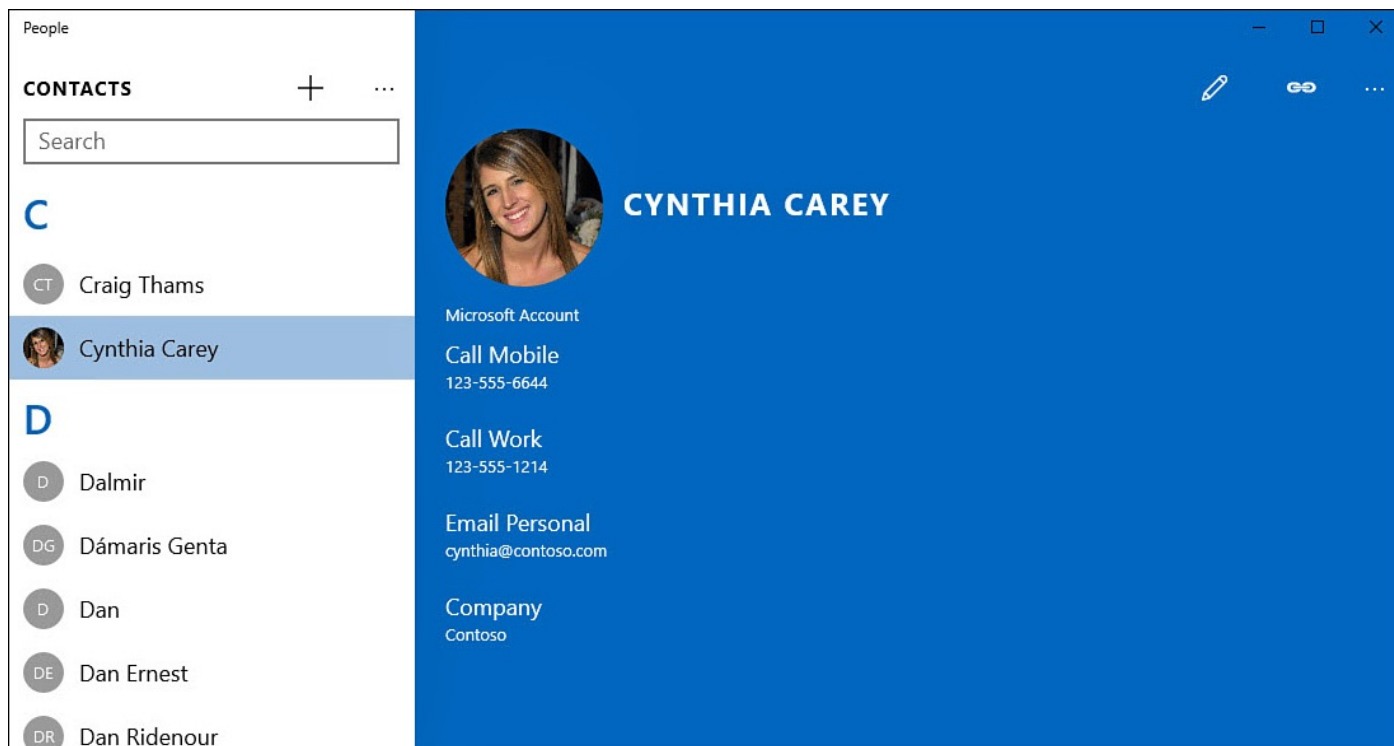 People
CONTACTS
Search
C
CT Craig Thams
Cynthia Carey
D
D Dalmir
DG Dámaris Genta
D Dan
DE Dan Ernest
DR Dan Ridenour
CYNTHIA CAREY
Microsoft Account
Call Mobile
123-555-6644
Call Work
123-555-1214
Email Personal
cynthia@contoso.com
Company
Contoso